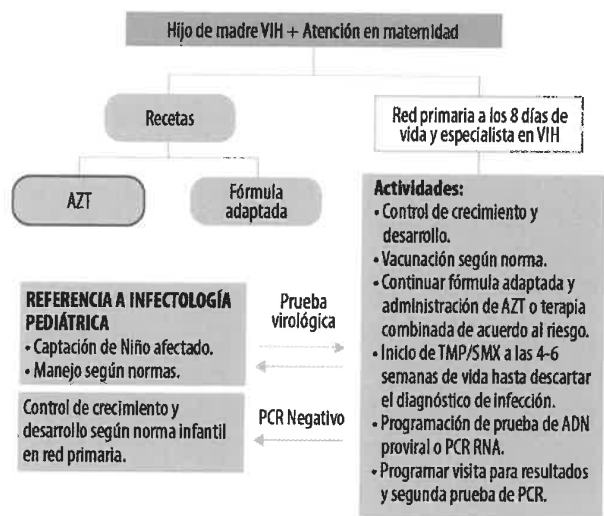 Hijo de madre VIH + Atención en maternidad
Recetas
Red primaria a los 8 días de
vida y especialista en VIH
AZT
Fórmula
adaptada
Actividades:
• Control de crecimiento y
desarrollo.
• Vacunación según norma.
• Continuar fórmula adaptada y
administración de AZT o terapia
combinada de acuerdo al riesgo.
• Inicio de TMP/SMX a las 4-6
semanas de vida hasta descartar
el diagnóstico de infección.
• Programación de prueba de ADN
proviral o PCR RNA.
• Programar visita para resultados
y segunda prueba de PCR.
REFERENCIA A INFECTOLOGÍA
PEDIÁTRICA
• Captación de Niño afectado.
• Manejo según normas.
Prueba
virológica
Control de crecimiento y
desarrollo según norma infantil
en red primaria.
PCR Negativo